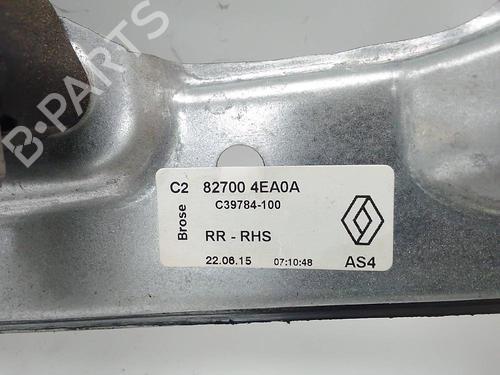 B-PARTS
C2 82700 4EA0A
C39784-100
Brose
RR - RHS
22.06.15 07:10:48 AS4